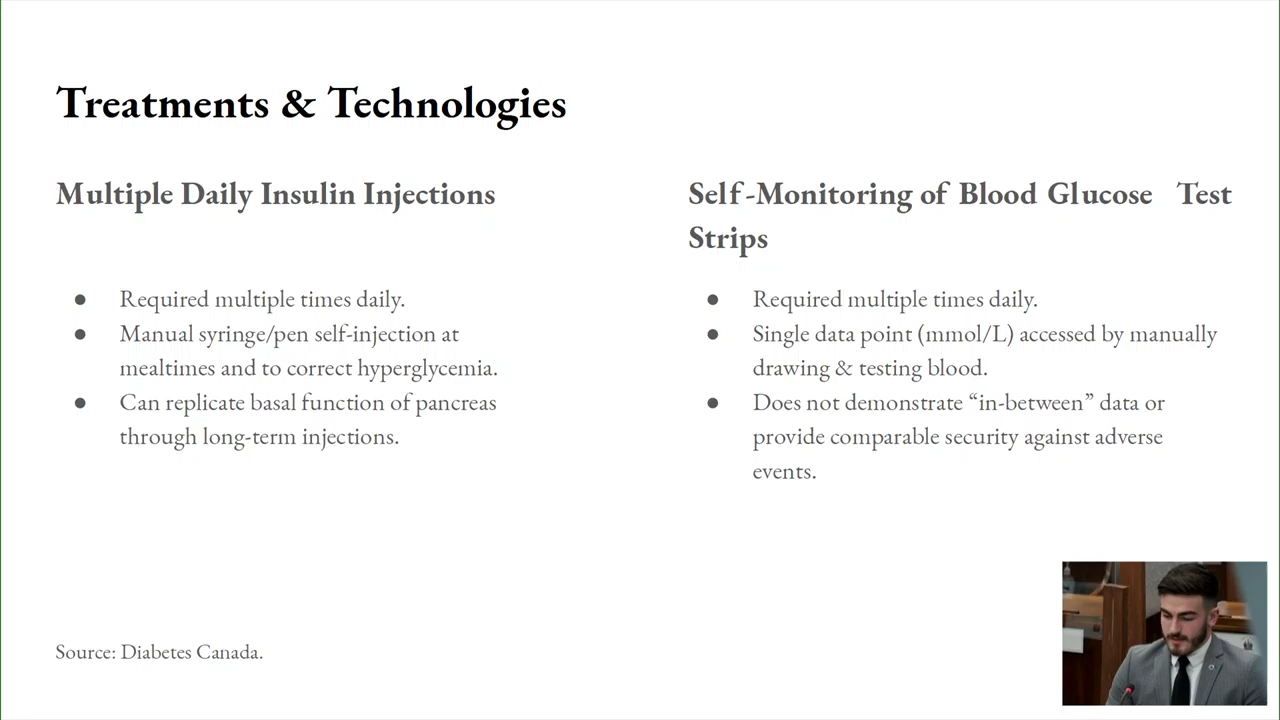 Treatments & Technologies
Multiple Daily Insulin Injections
● Required multiple times daily.
● Manual syringe/pen self-injection at
mealtimes and to correct hyperglycemia.
● Can replicate basal function of pancreas
through long-term injections.
Self-Monitoring of Blood Glucose Test
Strips
● Required multiple times daily.
● Single data point (mmol/L) accessed by manually
drawing & testing blood.
● Does not demonstrate “in-between” data or
provide comparable security against adverse
events.
Source: Diabetes Canada.